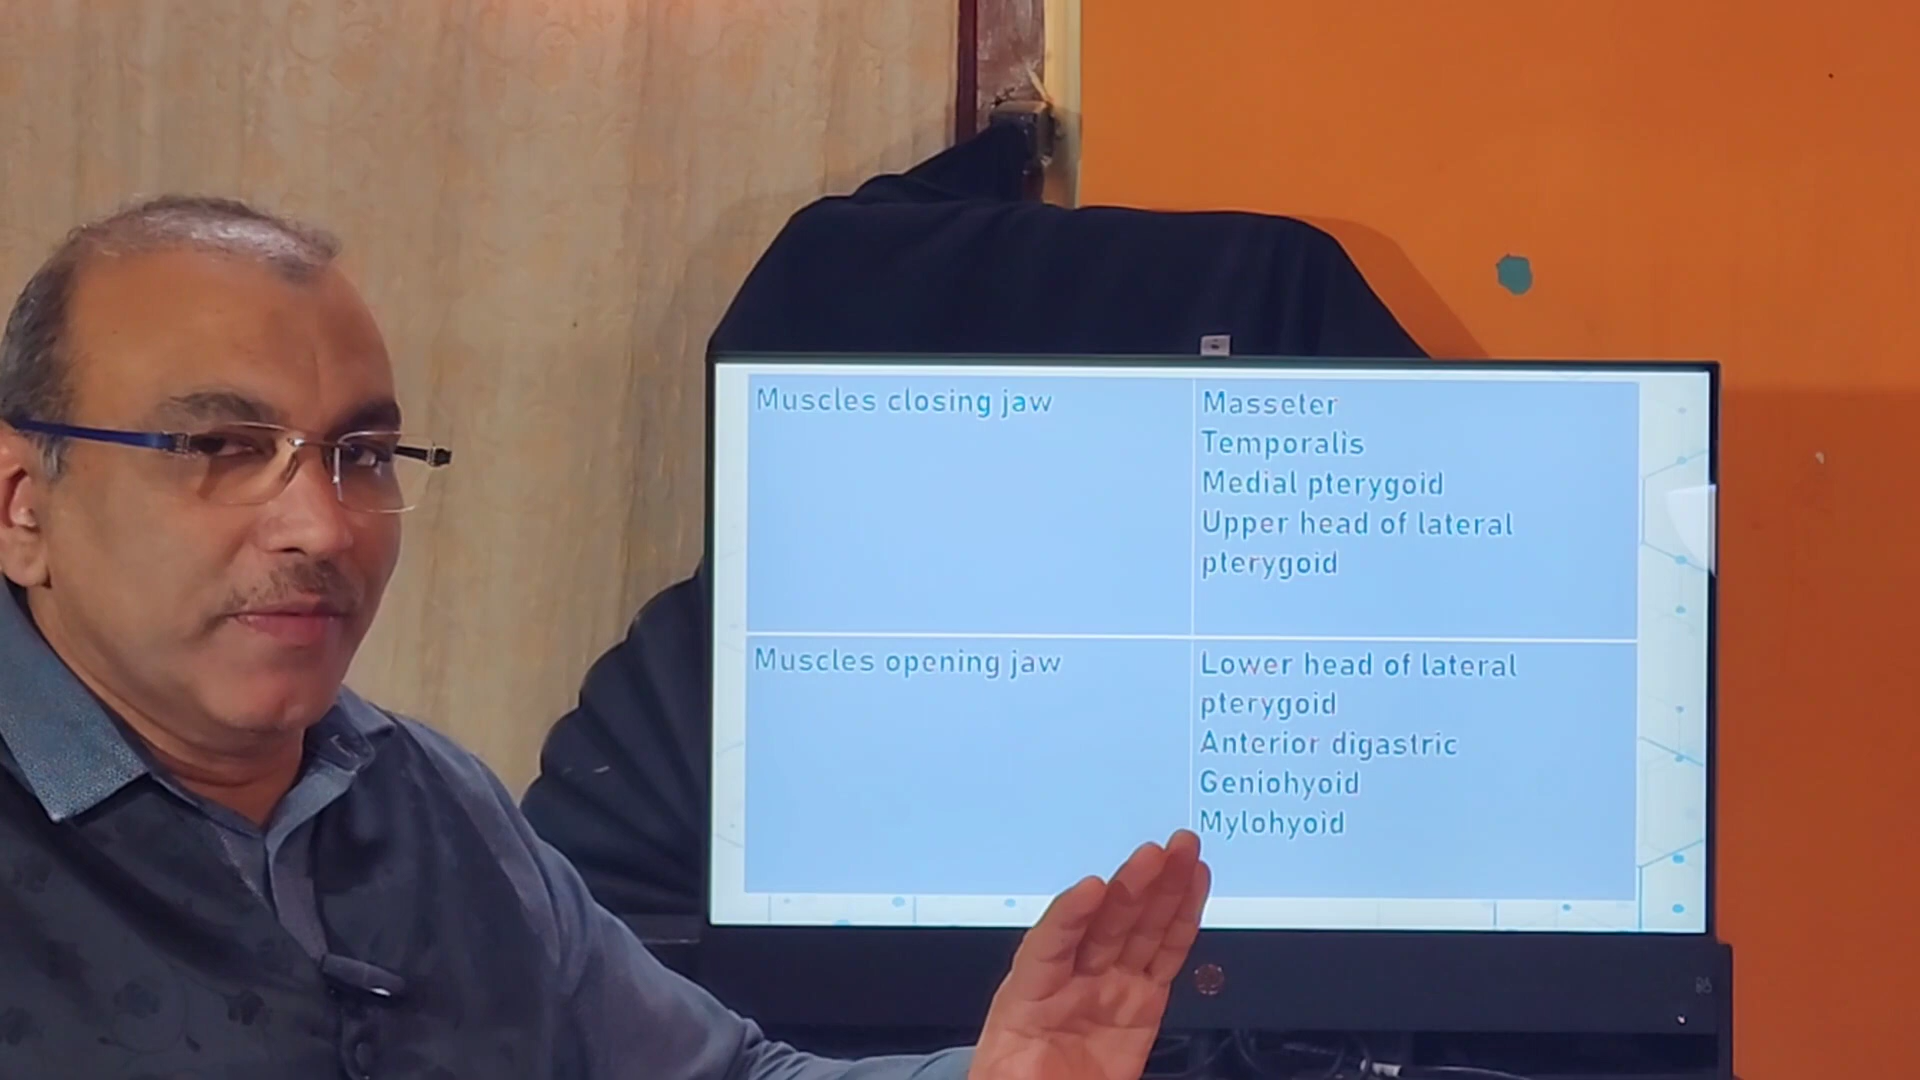 Muscles closing jaw
Masseter
Temporalis
Medial pterygoid
Upper head of lateral
pterygoid
Muscles opening jaw
Lower head of lateral
pterygoid
Anterior digastric
Geniohyoid
Mylohyoid